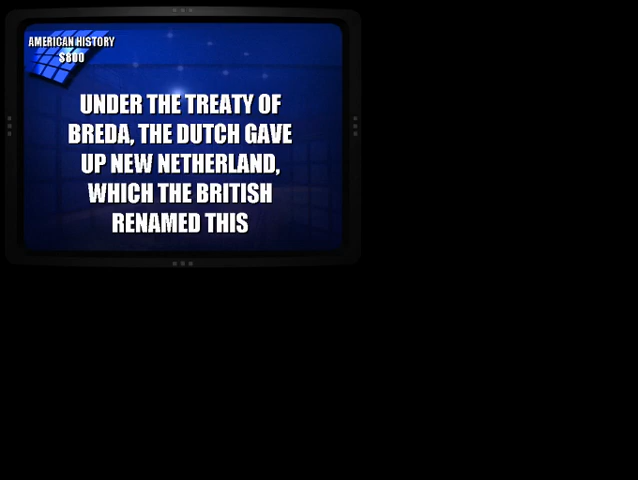 AMERICAN HISTORY
$800
UNDER THE TREATY OF
BREDA, THE DUTCH GAVE
UP NEW NETHERLAND,
WHICH THE BRITISH
RENAMED THIS